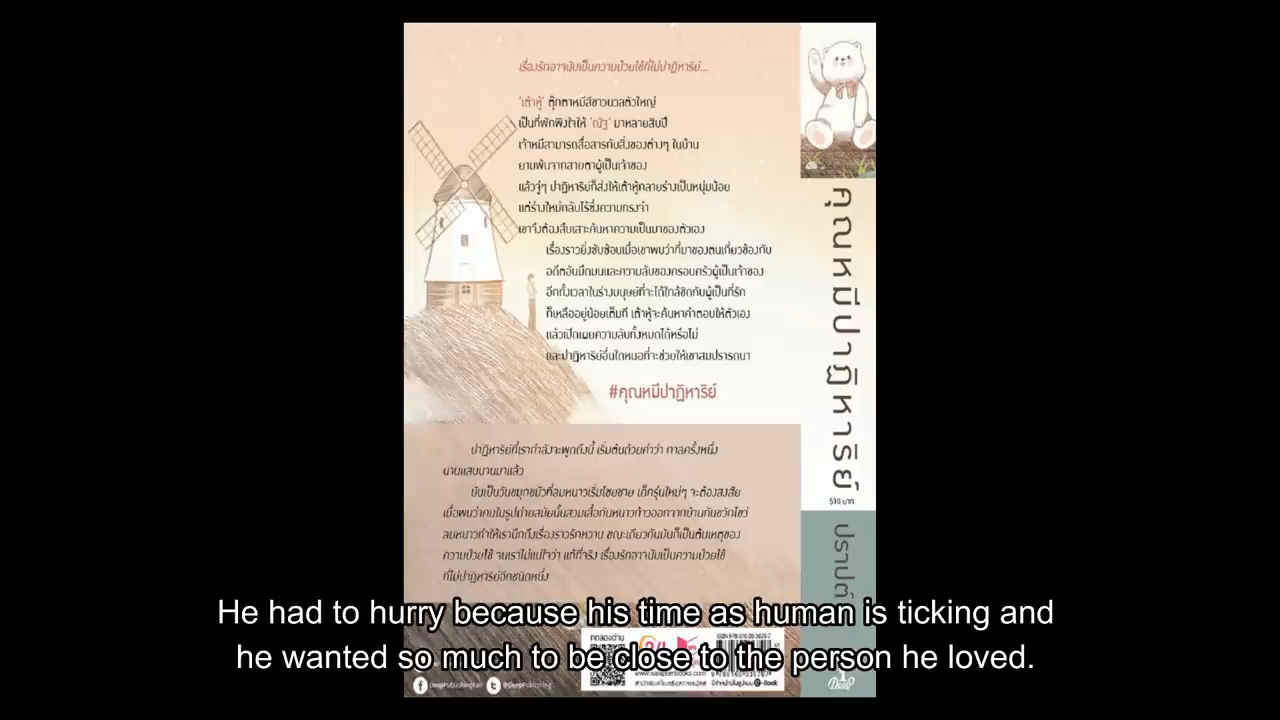 เรื่องรักอาจนับเป็นความป่วยไข้ที่ไม่ปาฏิหาริย์...
'เต้าหู้' ตุ๊กตาหมีสีขาวนวลตัวใหญ่
เป็นที่พักพิงใจให้ 'ณัฐ' มาหลายสิบปี
เจ้าหมีสามารถสื่อสารกับสิ่งของต่างๆ ในบ้าน
ยามพ้นจากสายตาผู้เป็นเจ้าของ
แล้วจู่ๆ ปาฏิหาริย์ก็ส่งให้เต้าหู้กลายร่างเป็นหนุ่มน้อย
แต่ร่างใหม่กลับไร้ซึ่งความทรงจำ
เขาจึงต้องสืบเสาะค้นหาความเป็นมาของตัวเอง
เรื่องราวยิ่งซับซ้อนเมื่อเขาพบว่าที่มาของตนเกี่ยวข้องกับ
อดีตอันมืดมนและความลับของครอบครัวผู้เป็นเจ้าของ
อีกทั้งเวลาในร่างมนุษย์ที่จะได้ใกล้ชิดกับผู้เป็นที่รัก
ก็เหลืออยู่น้อยเต็มที เต้าหู้จะค้นหาคำตอบให้ตัวเอง
แล้วเปิดเผยความลับทั้งหมดได้หรือไม่
และปาฏิหาริย์อื่นใดหนอที่จะช่วยให้เขาสมปรารถนา
#คุณหมีปาฏิหาริย์
ปาฏิหาริย์ที่เรากำลังจะพูดถึงนี้ เริ่มต้นด้วยคำว่า กาลครั้งหนึ่ง
นานแสนนานมาแล้ว
มันเป็นวันขมุกขมัวที่ลมหนาวเริ่มโชยชาย เด็กรุ่นใหม่ๆ จะต้องสงสัย
เมื่อพบว่าคนในรูปถ่ายสมัยนั้นสวมเสื้อกันหนาวก้าวออกจากบ้านกันขวักไขว่
ลมหนาวทำให้เรานึกถึงเรื่องราวรักหวาน ขณะเดียวกันมันก็เป็นต้นเหตุของ
ความป่วยไข้ จนเราไม่แน่ใจว่า แท้ที่จริง เรื่องรักอาจนับเป็นความป่วยไข้
ที่ไม่ปาฏิหาริย์อีกชนิดหนึ่ง
คุณหมีปาฏิหาริย์
510 บาท
ปราปต์
Deep
ทดลองอ่าน
DeepPublishing
@DeepPublishing
He had to hurry because his time as human is ticking and
he wanted so much to be close to the person he loved.